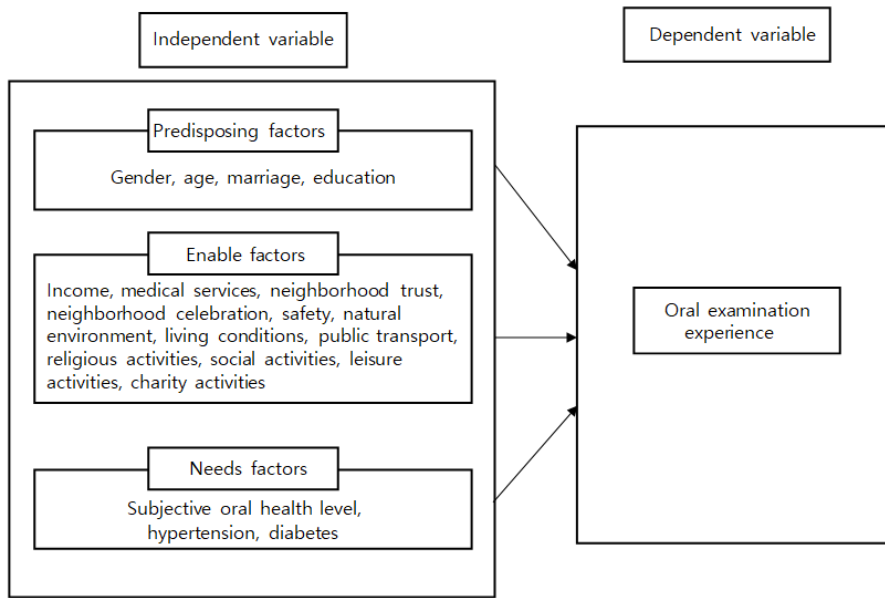 Independent variable
Dependent variable
Predisposing factors
Gender, age, marriage, education
Enable factors
Income, medical services, neighborhood trust,
neighborhood celebration, safety, natural
environment, living conditions, public transport,
religious activities, social activities, leisure
activities, charity activities
Needs factors
Subjective oral health level,
hypertension, diabetes
Oral examination
experience